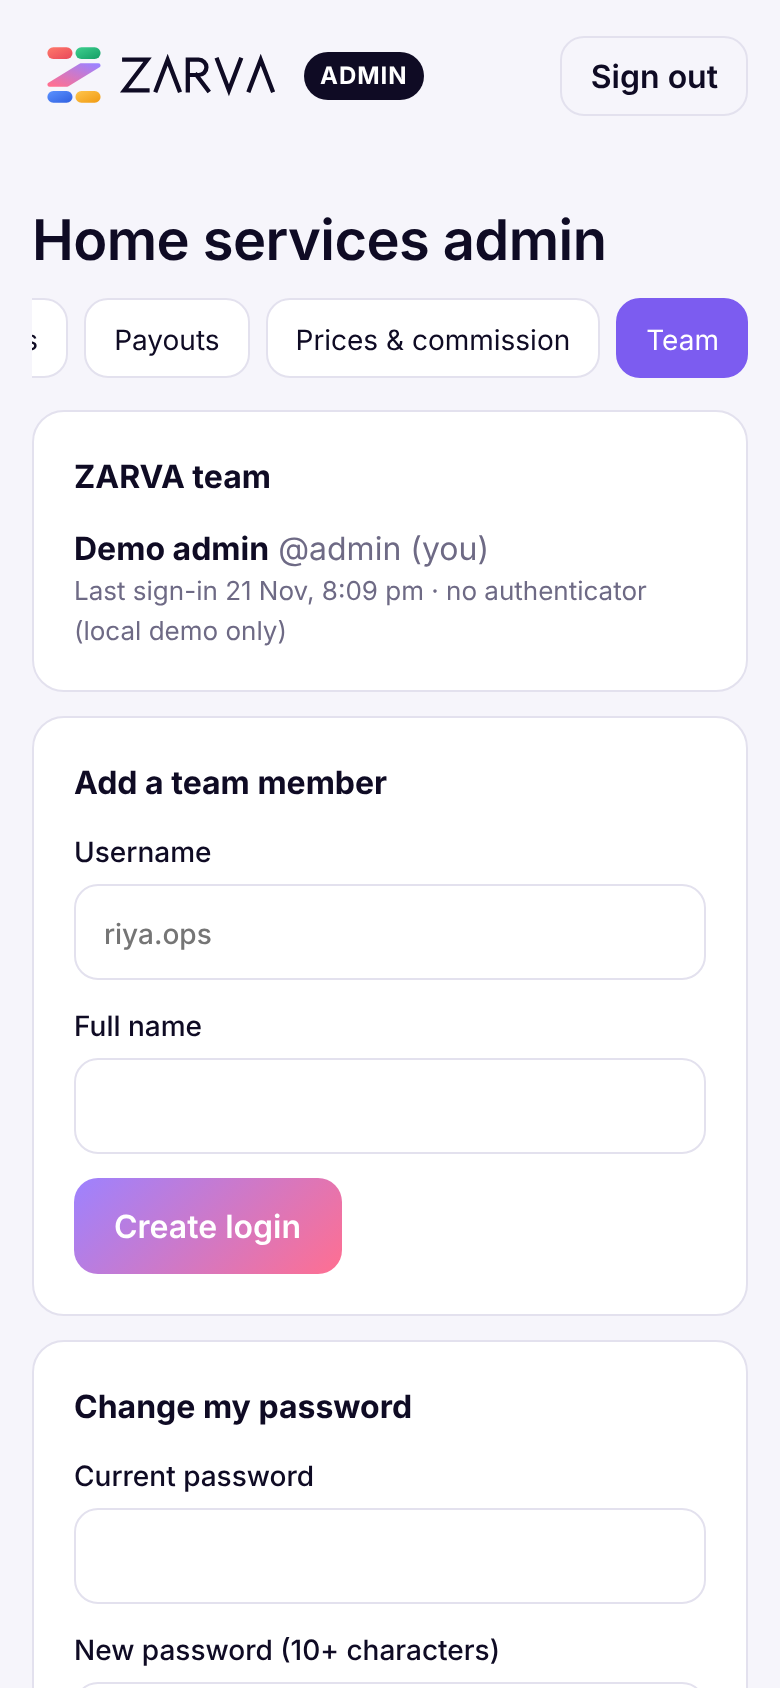 ZARVA ADMIN Sign out
Home services admin
s Payouts Prices & commission Team
ZARVA team
Demo admin @admin (you)
Last sign-in 21 Nov, 8:09 pm · no authenticator
(local demo only)
Add a team member
Username
riya.ops
Full name
Create login
Change my password
Current password
New password (10+ characters)